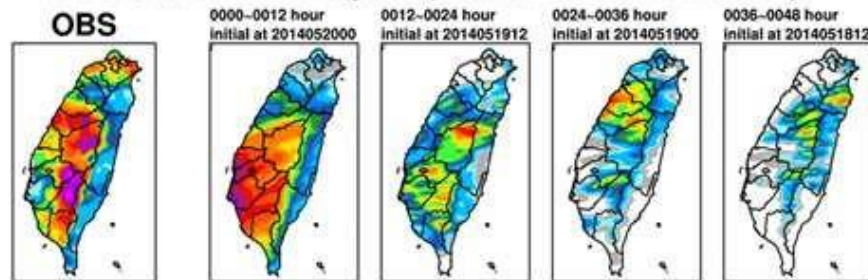 OBS
0000~0012 hour
initial at 2014052000
0012~0024 hour
initial at 2014051912
0024~0036 hour
initial at 2014051900
0036~0048 hour
initial at 2014051812